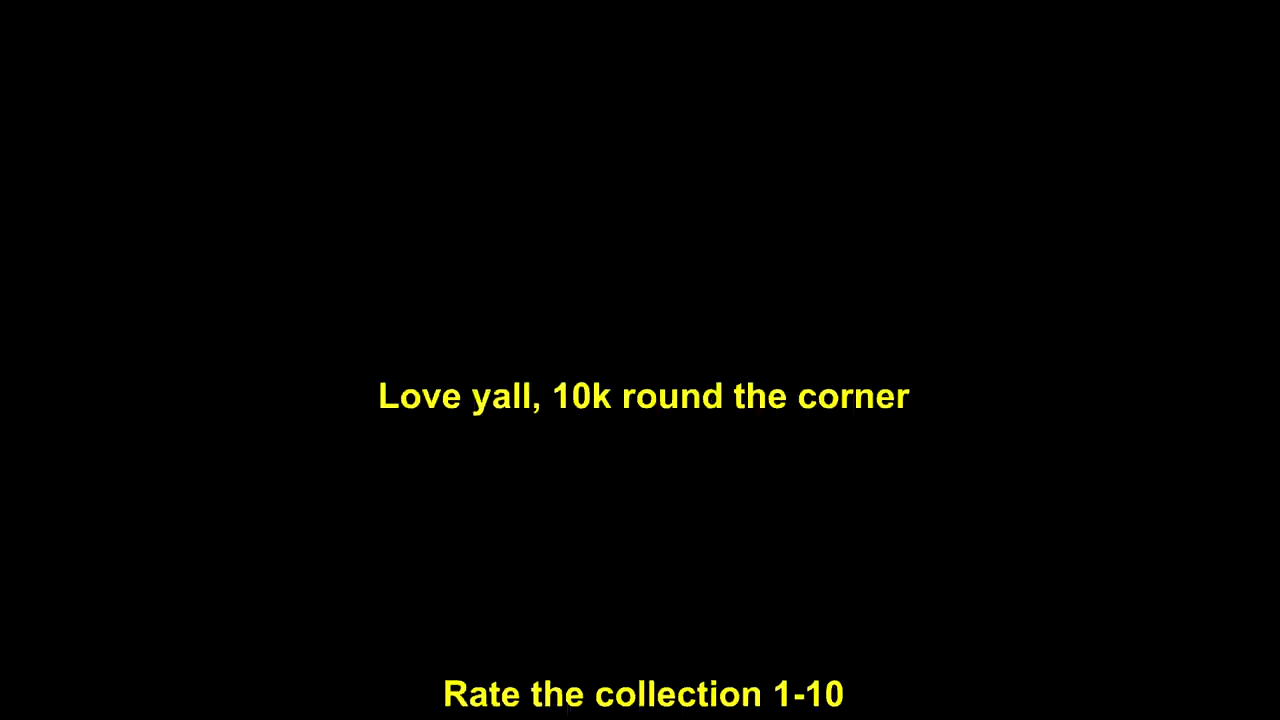 Love yall, 10k round the corner
Rate the collection 1-10